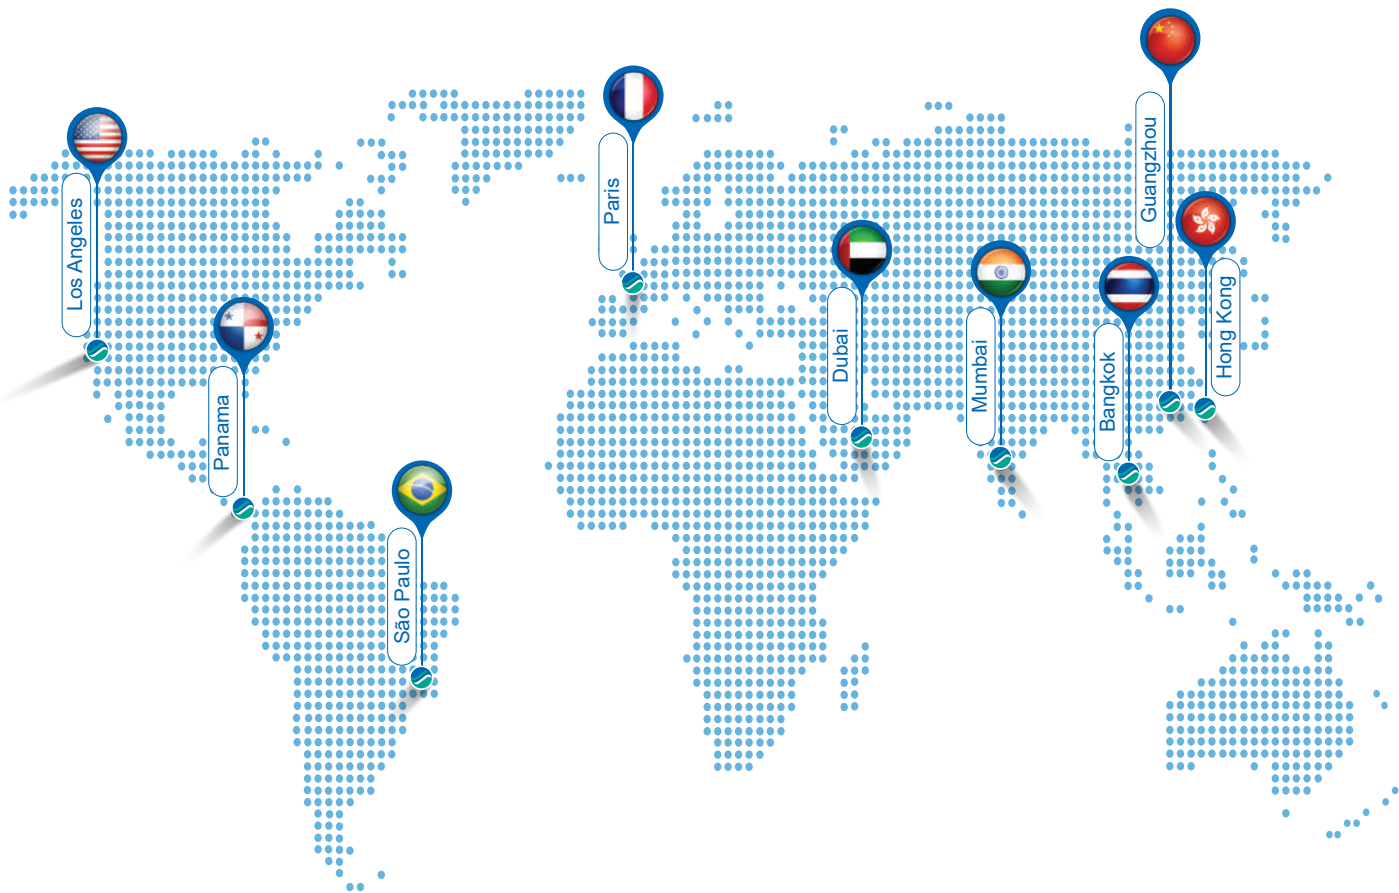 Los Angeles
Panama
São Paulo
Paris
Dubai
Mumbai
Bangkok
Guangzhou
Hong Kong